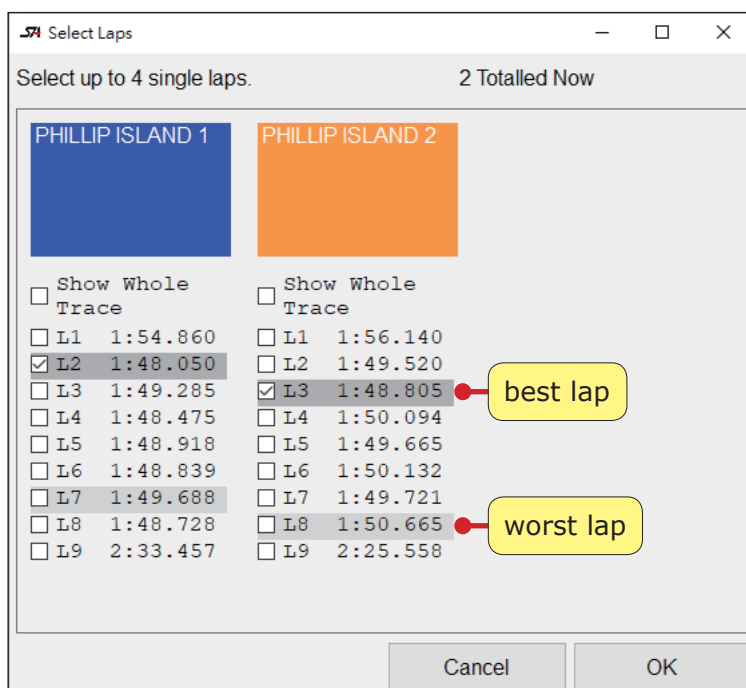 Select Laps
Select up to 4 single laps.
2 Totalled Now
PHILLIP ISLAND 1
Show Whole
Trace
L1 1:54.860
L2 1:48.050
L3 1:49.285
L4 1:48.475
L5 1:48.918
L6 1:48.839
L7 1:49.688
L8 1:48.728
L9 2:33.457
PHILLIP ISLAND 2
Show Whole
Trace
L1 1:56.140
L2 1:49.520
L3 1:48.805
best lap
L4 1:50.094
L5 1:49.665
L6 1:50.132
L7 1:49.721
L8 1:50.665
worst lap
L9 2:25.558
Cancel
OK